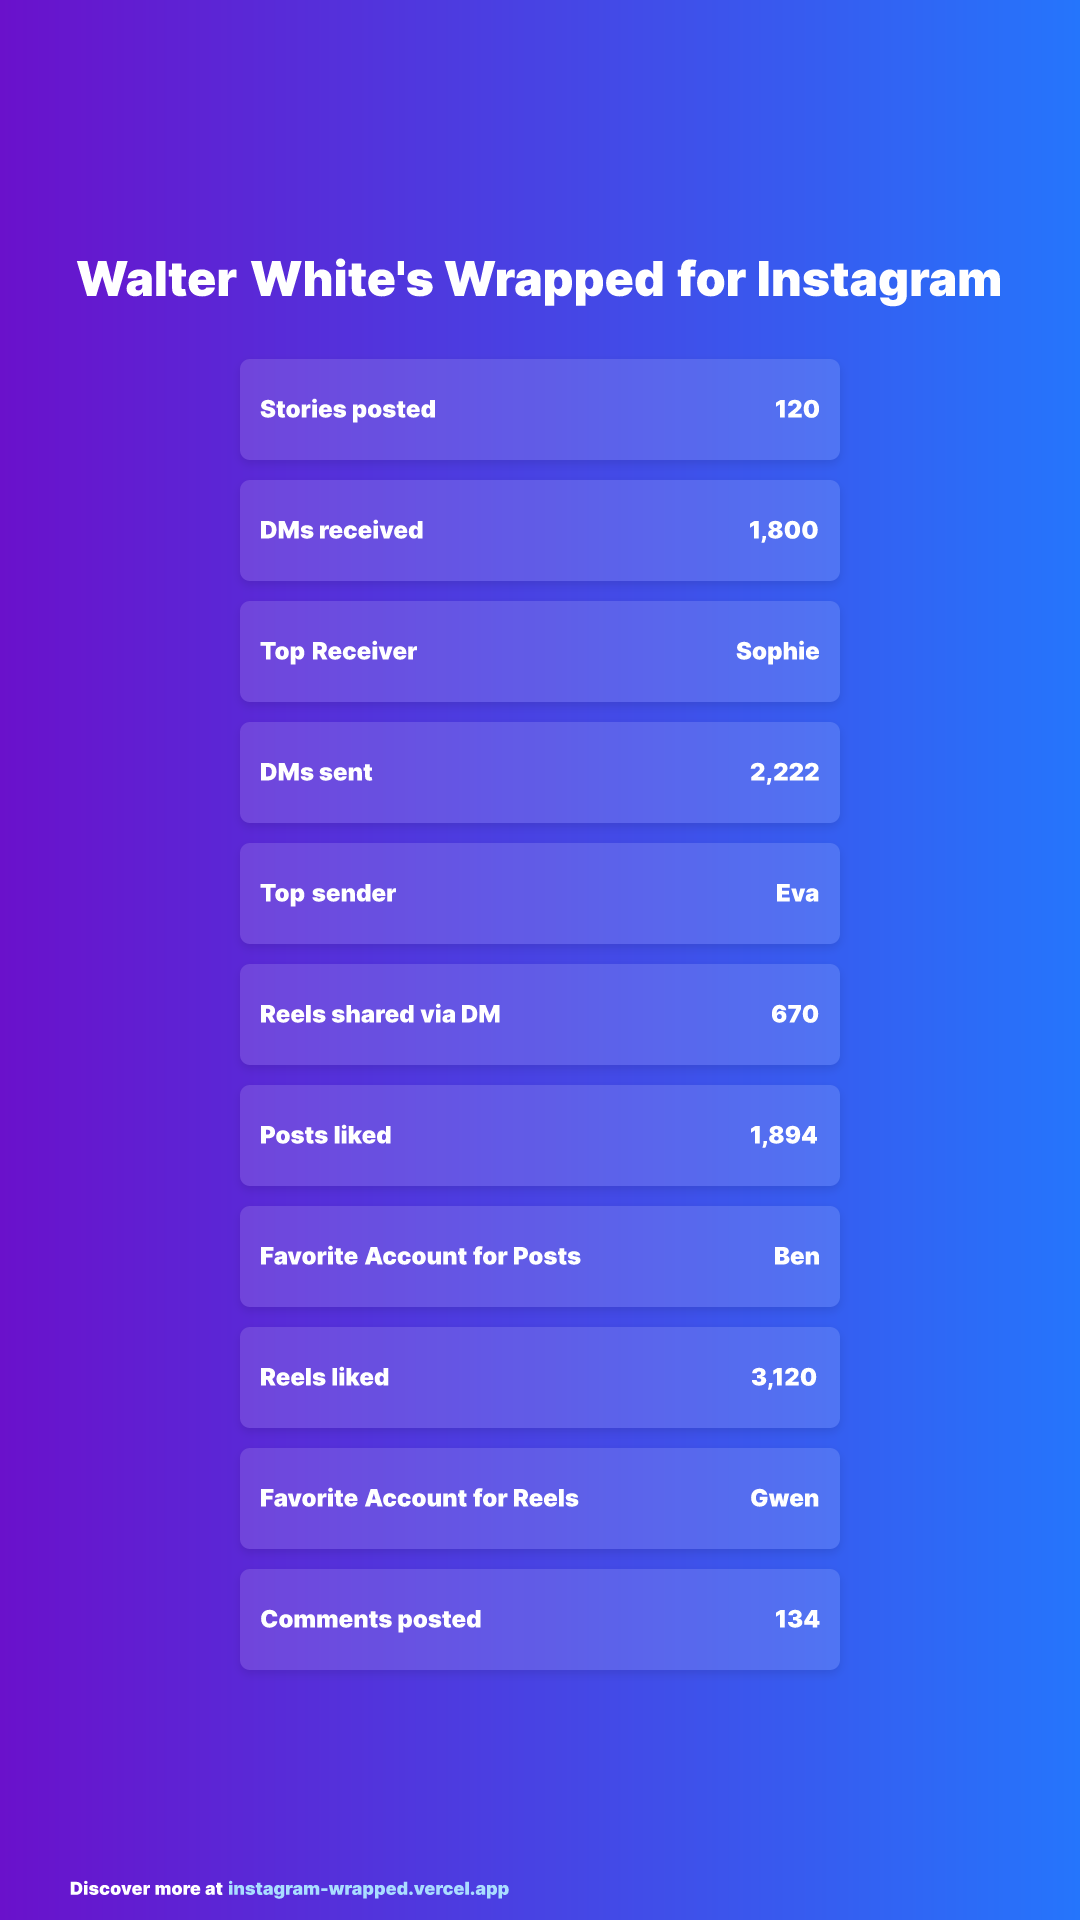 Walter White's Wrapped for Instagram
Stories posted 120
DMs received 1,800
Top Receiver Sophie
DMs sent 2,222
Top sender Eva
Reels shared via DM 670
Posts liked 1,894
Favorite Account for Posts Ben
Reels liked 3,120
Favorite Account for Reels Gwen
Comments posted 134
Discover more at instagram-wrapped.vercel.app